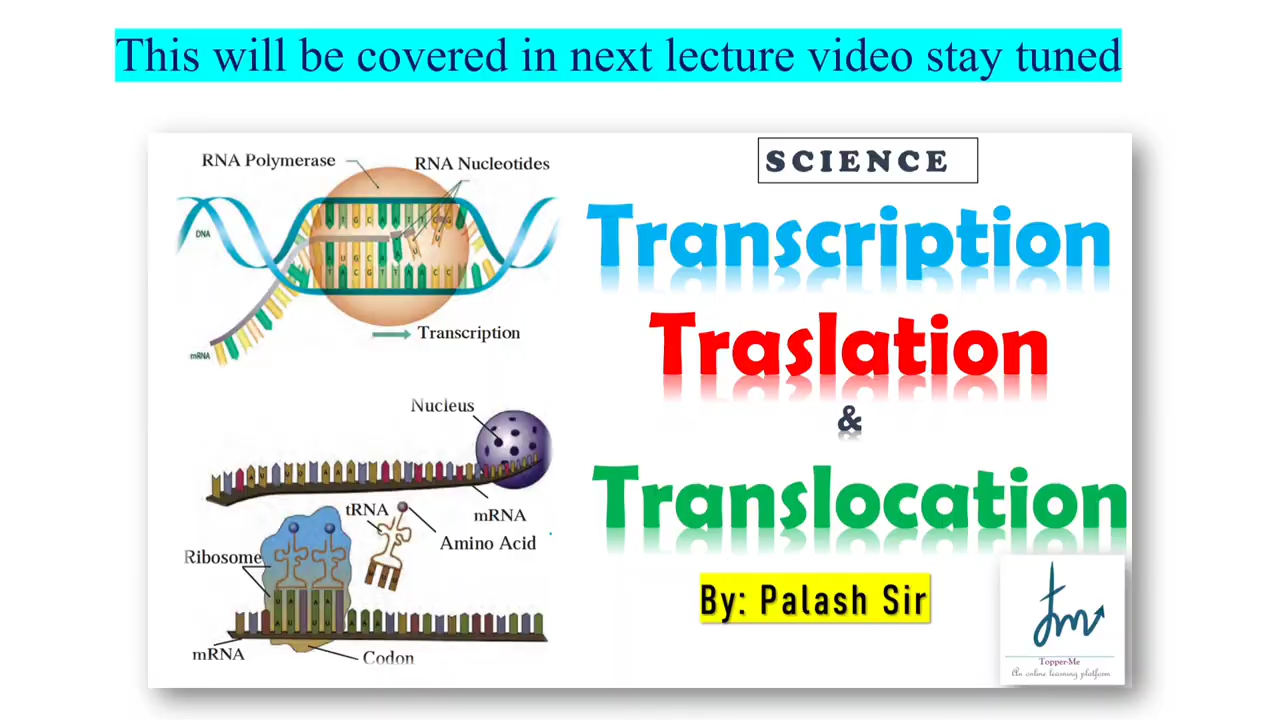 This will be covered in next lecture video stay tuned
SCIENCE
Transcription
Traslation
&
Translocation
By: Palash Sir
RNA Polymerase
RNA Nucleotides
DNA
A T G C A T T C G
U
A U G C A A
T A C G T T A A C C
Transcription
mRNA
Nucleus
mRNA
tRNA
Amino Acid
Ribosome
mRNA
Codon
Topper-Me
An online learning platform